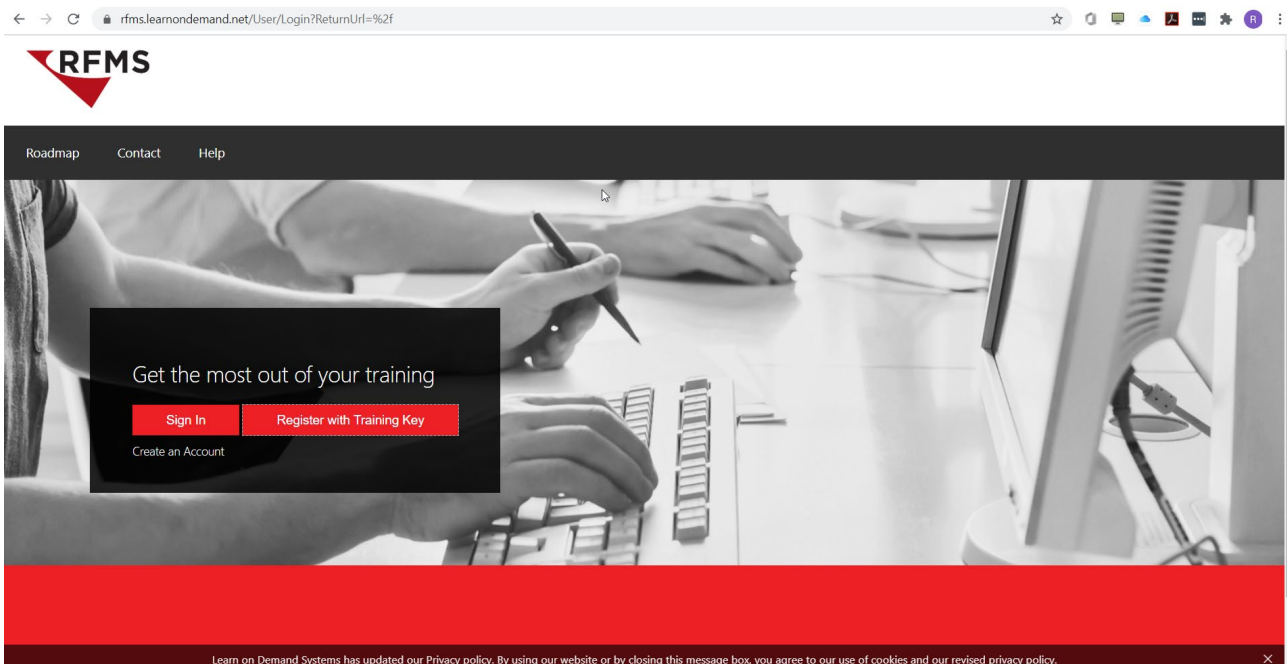 rfms.learnondemand.net/User/Login?ReturnUrl=%2f
R
RFMS
Roadmap Contact Help
Get the most out of your training
Sign In Register with Training Key
Create an Account
Learn on Demand Systems has updated our Privacy policy. By using our website or by closing this message box, you agree to our use of cookies and our revised privacy policy.